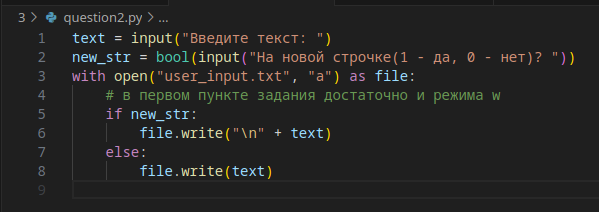 3 > question2.py > ...
1 text = input("Введите текст: ")
2 new_str = bool(input("На новой строчке(1 - да, 0 - нет)? "))
3 with open("user_input.txt", "a") as file:
4     # в первом пункте задания достаточно и режима w
5     if new_str:
6         file.write("\n" + text)
7     else:
8         file.write(text)
9